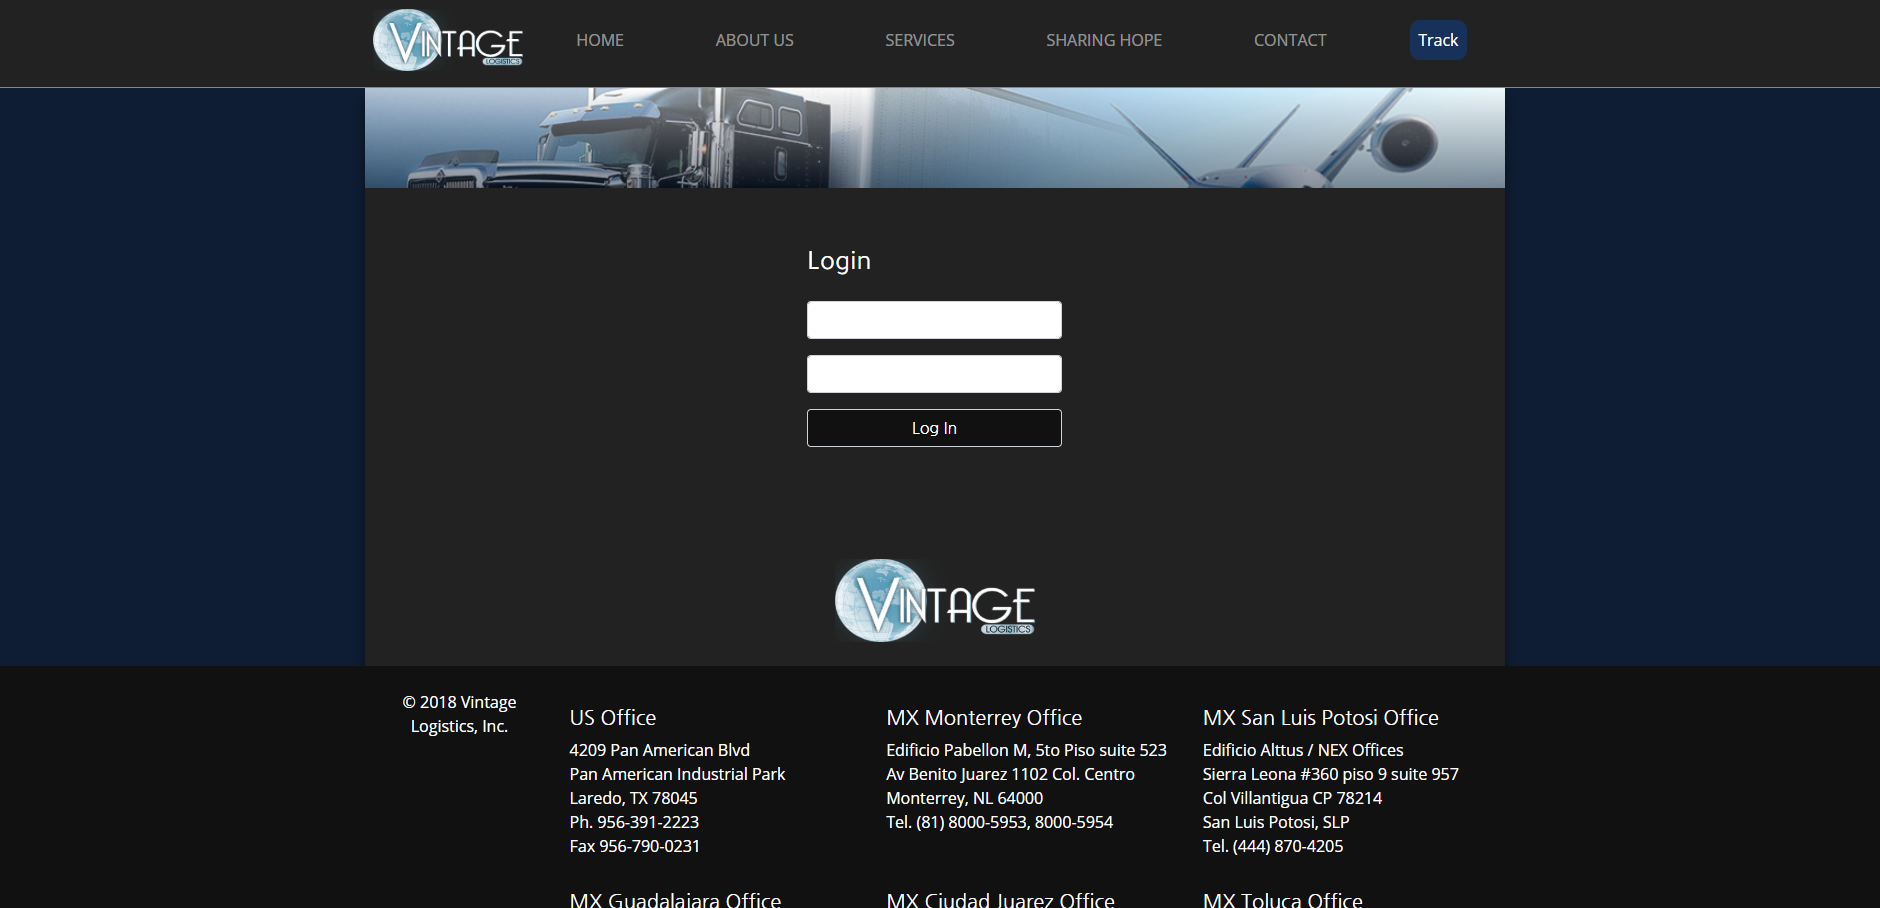 VINTAGE
LOGISTICS
HOME
ABOUT US
SERVICES
SHARING HOPE
CONTACT
Track
Login
Log In
VINTAGE
LOGISTICS
© 2018 Vintage
Logistics, Inc.
US Office
4209 Pan American Blvd
Pan American Industrial Park
Laredo, TX 78045
Ph. 956-391-2223
Fax 956-790-0231
MX Monterrey Office
Edificio Pabellon M, 5to Piso suite 523
Av Benito Juarez 1102 Col. Centro
Monterrey, NL 64000
Tel. (81) 8000-5953, 8000-5954
MX San Luis Potosi Office
Edificio Alttus / NEX Offices
Sierra Leona #360 piso 9 suite 957
Col Villantigua CP 78214
San Luis Potosi, SLP
Tel. (444) 870-4205
MX Guadalajara Office
MX Ciudad Juarez Office
MX Toluca Office